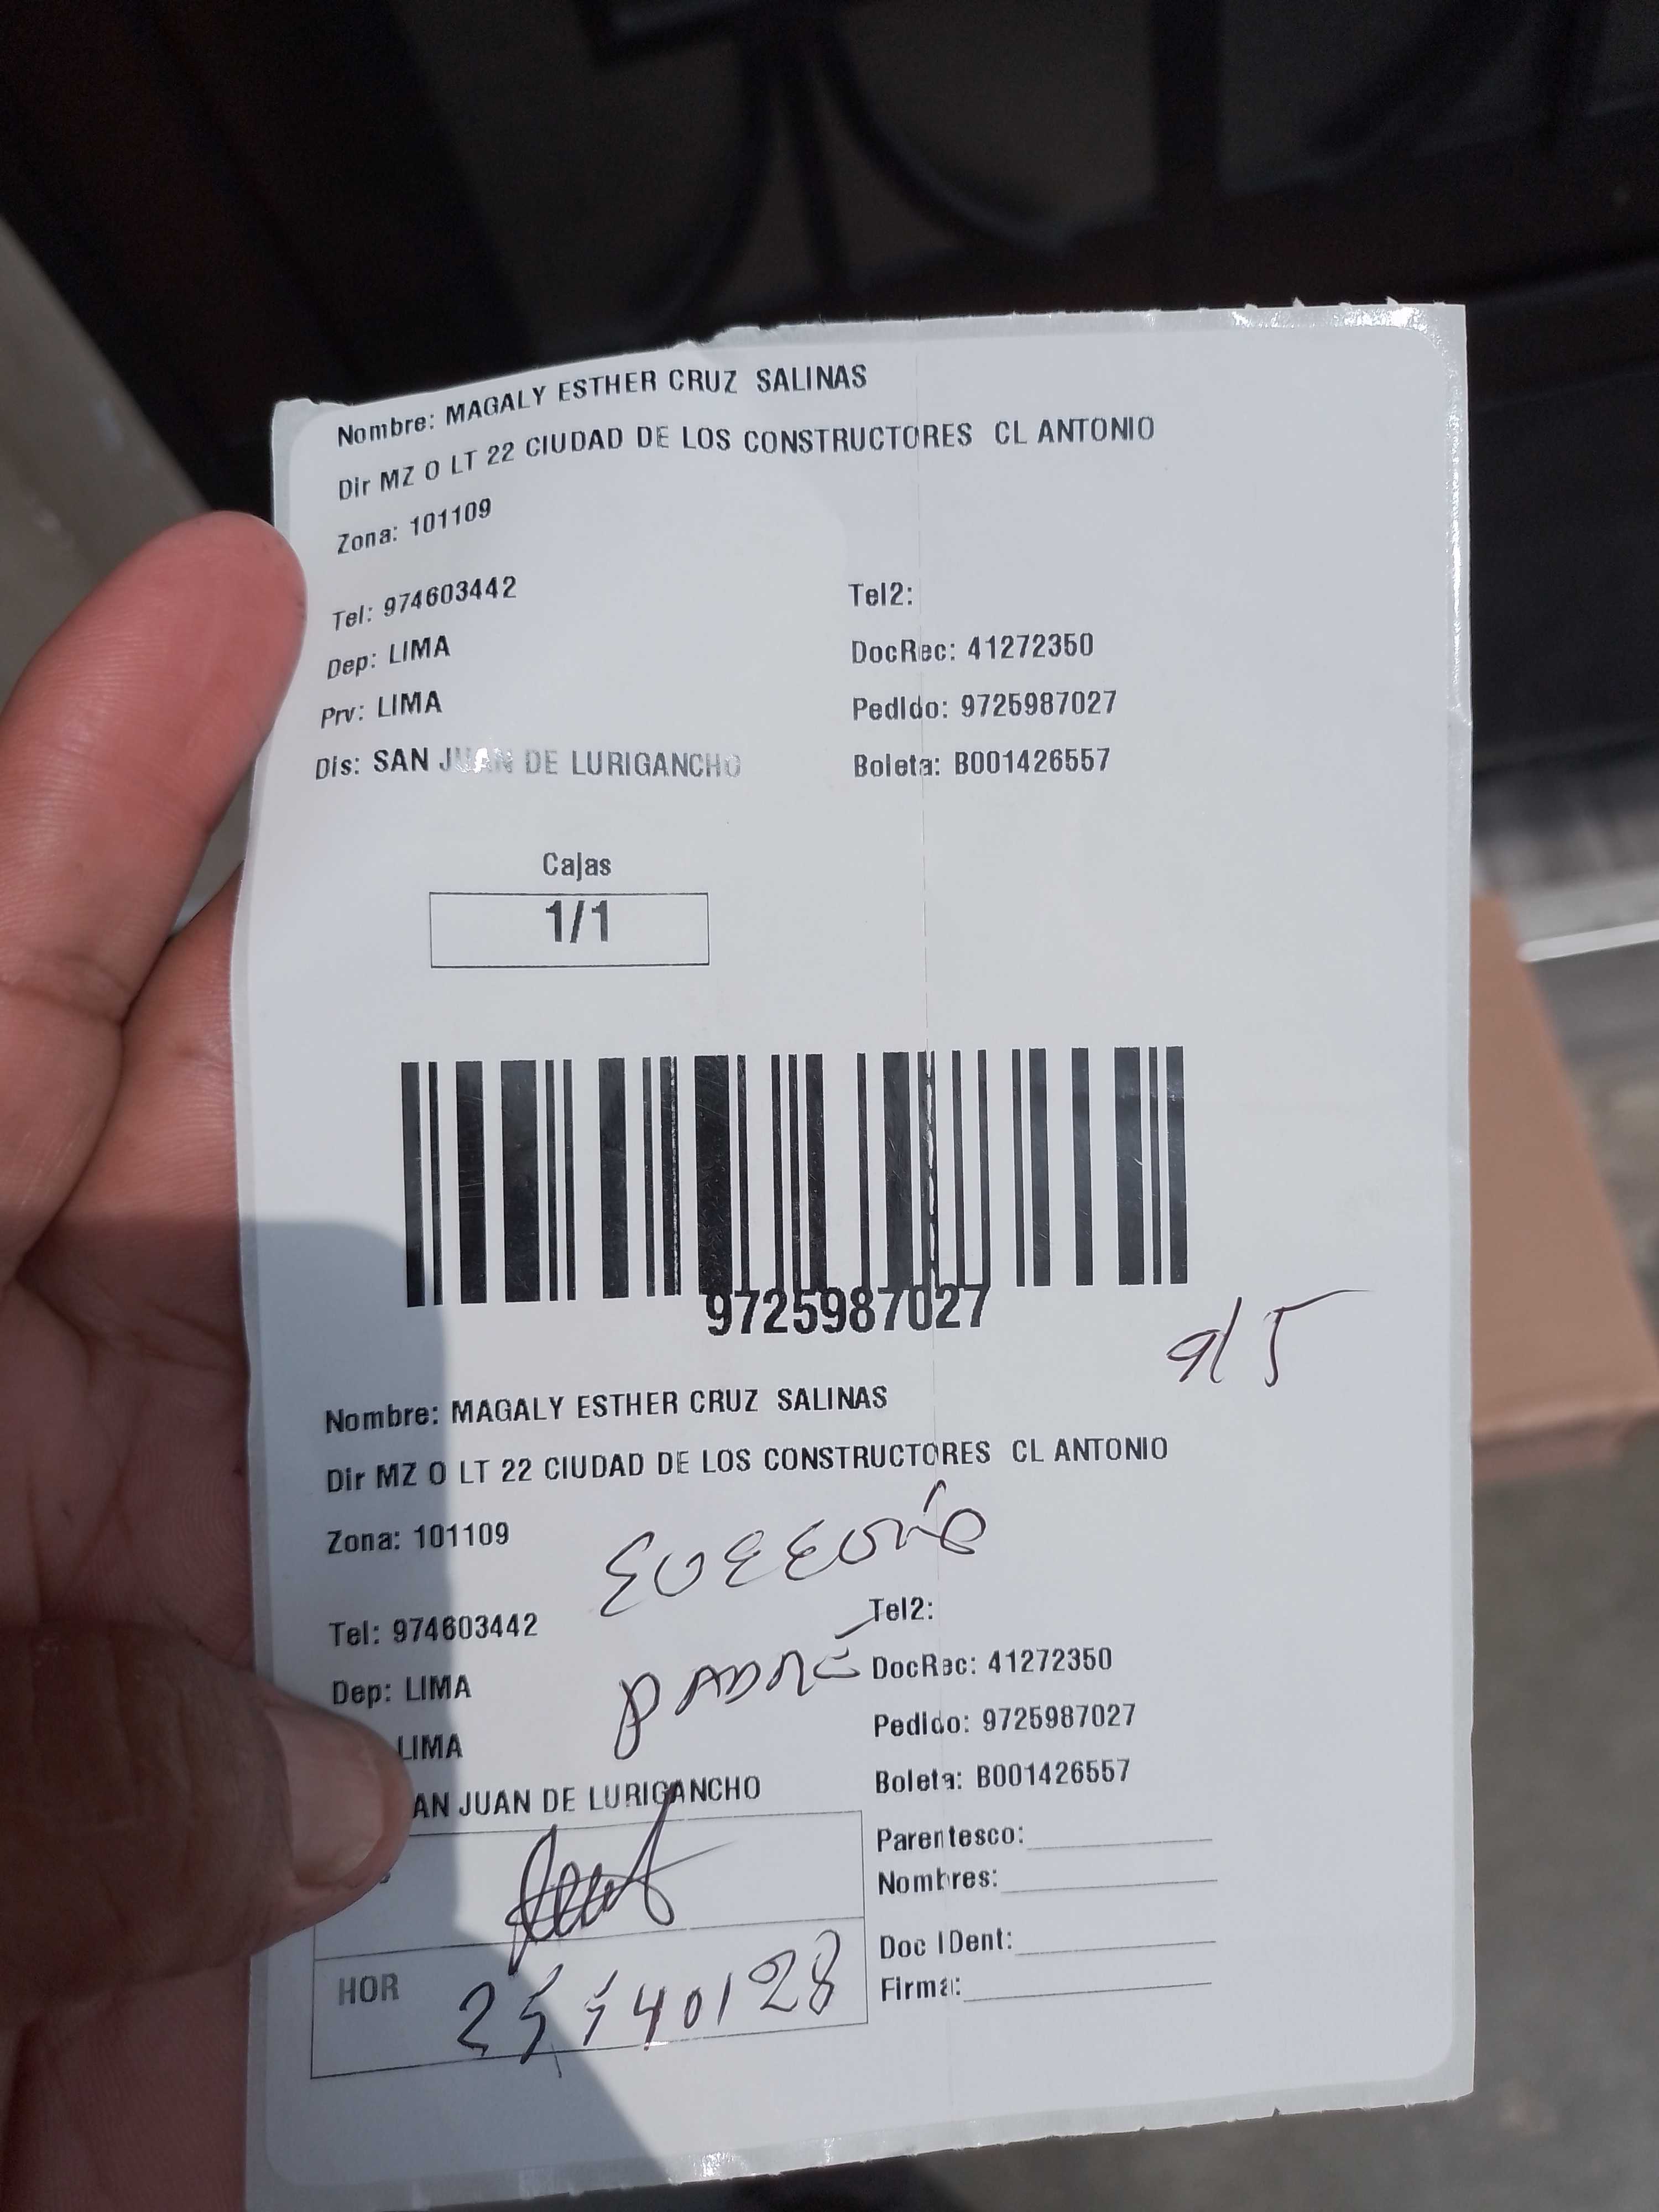 Nombre: MAGALY ESTHER CRUZ SALINAS
Dir MZ O LT 22 CIUDAD DE LOS CONSTRUCTORES CL ANTONIO
Zona: 101109
Tel: 974603442
Tel2:
Dep: LIMA
DocRec: 41272350
Prv: LIMA
Pedido: 9725987027
Dis: SAN JUAN DE LURIGANCHO
Boleta: B001426557
Cajas
1/1
9725987027
9/5
Nombre: MAGALY ESTHER CRUZ SALINAS
Dir MZ O LT 22 CIUDAD DE LOS CONSTRUCTORES CL ANTONIO
Zona: 101109
Tel: 974603442
Tel2:
PADRE
Dep: LIMA
DocRec: 41272350
LIMA
Pedido: 9725987027
AN JUAN DE LURIGANCHO
Boleta: B001426557
Parentesco:
Nombres:
Doc IDent:
HOR
Firma: